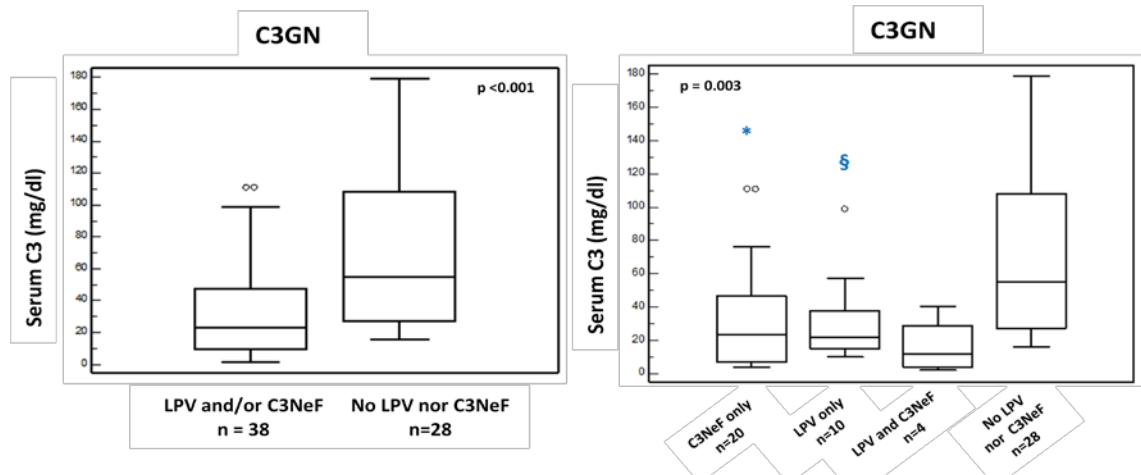 C3GN
Serum C3 (mg/dl)
180
160
140
120
100
80
60
40
20
0
p <0.001
LPV and/or C3NeF
n = 38
No LPV nor C3NeF
n=28
C3GN
Serum C3 (mg/dl)
180
160
140
120
100
80
60
40
20
0
p = 0.003
*
§
C3NeF only
n=20
LPV only
n=10
LPV and C3NeF
n=4
No LPV
nor C3NeF
n=28